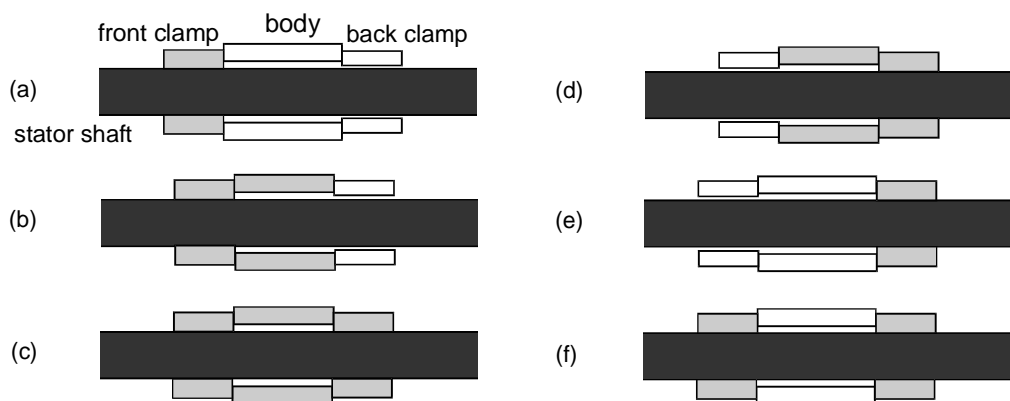 front clamp
body
back clamp
(a)
stator shaft
(b)
(c)
(d)
(e)
(f)